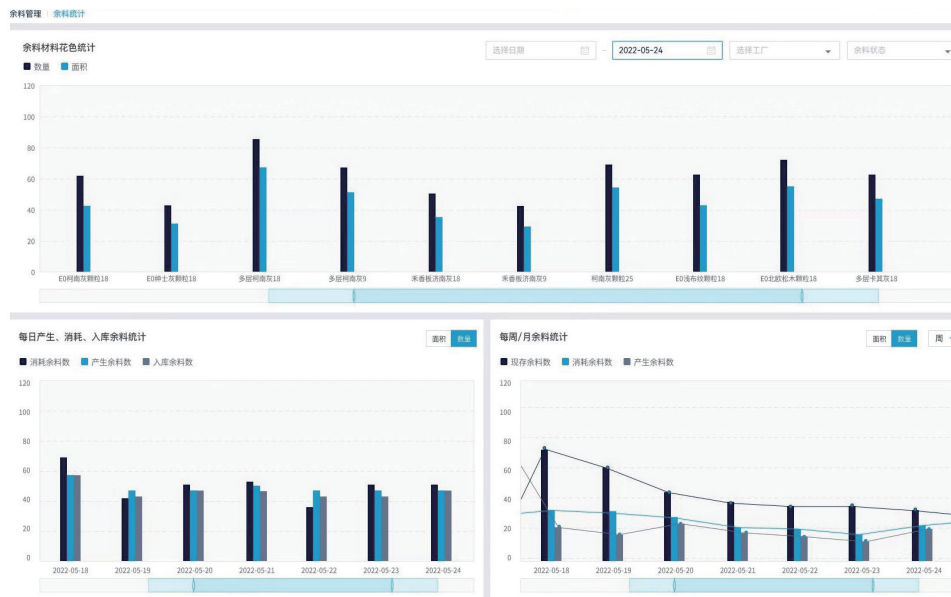 余料管理 余料统计
余料材料花色统计
选择日期 - 2022-05-24 选择工厂 余料状态
数量 面积
120
100
80
60
40
20
0
E0柯南灰颗粒18 E0绅士灰颗粒18 多层柯南灰18 多层柯南灰9 禾香板济南灰18 禾香板济南灰9 柯南灰颗粒25 E0浅布纹颗粒18 E0北欧松木颗粒18 多层卡其灰18
每日产生、消耗、入库余料统计
面积 数量
消耗余料数 产生余料数 入库余料数
120
100
80
60
40
20
0
2022-05-18 2022-05-19 2022-05-20 2022-05-21 2022-05-22 2022-05-23 2022-05-24
每周/月余料统计
面积 数量 周
现存余料数 消耗余料数 产生余料数
120
100
80
60
40
20
0
2022-05-18 2022-05-19 2022-05-20 2022-05-21 2022-05-22 2022-05-23 2022-05-24